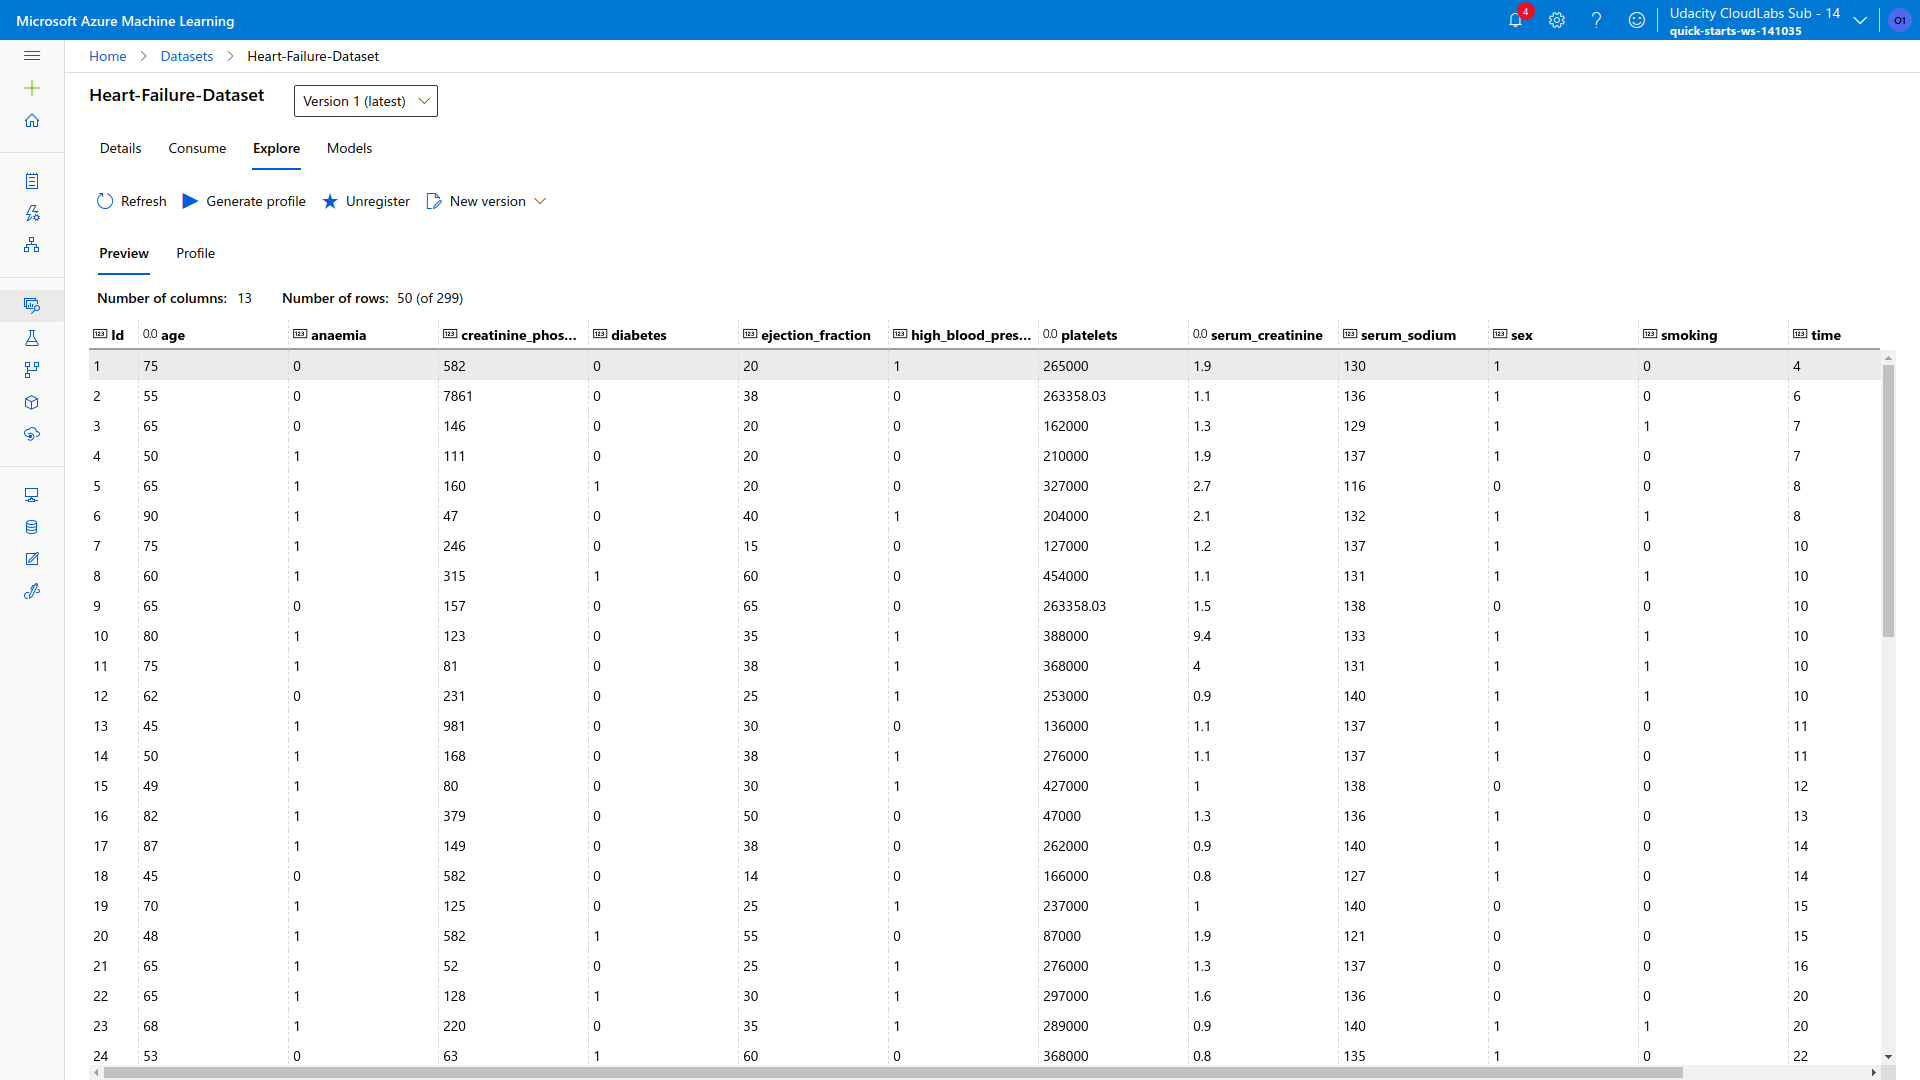 Microsoft Azure Machine Learning
4
Udacity CloudLabs Sub - 14
quick-starts-ws-141035
O1
Home > Datasets > Heart-Failure-Dataset
Heart-Failure-Dataset Version 1 (latest)
Details Consume Explore Models
Refresh Generate profile Unregister New version
Preview Profile
Number of columns: 13 Number of rows: 50 (of 299)
123 Id 0.0 age 123 anaemia 123 creatinine_phos... 123 diabetes 123 ejection_fraction 123 high_blood_pres... 0.0 platelets 0.0 serum_creatinine 123 serum_sodium 123 sex 123 smoking 123 time
1 75 0 582 0 20 1 265000 1.9 130 1 0 4
2 55 0 7861 0 38 0 263358.03 1.1 136 1 0 6
3 65 0 146 0 20 0 162000 1.3 129 1 1 7
4 50 1 111 0 20 0 210000 1.9 137 1 0 7
5 65 1 160 1 20 0 327000 2.7 116 0 0 8
6 90 1 47 0 40 1 204000 2.1 132 1 1 8
7 75 1 246 0 15 0 127000 1.2 137 1 0 10
8 60 1 315 1 60 0 454000 1.1 131 1 1 10
9 65 0 157 0 65 0 263358.03 1.5 138 0 0 10
10 80 1 123 0 35 1 388000 9.4 133 1 1 10
11 75 1 81 0 38 1 368000 4 131 1 1 10
12 62 0 231 0 25 1 253000 0.9 140 1 1 10
13 45 1 981 0 30 0 136000 1.1 137 1 0 11
14 50 1 168 0 38 1 276000 1.1 137 1 0 11
15 49 1 80 0 30 1 427000 1 138 0 0 12
16 82 1 379 0 50 0 47000 1.3 136 1 0 13
17 87 1 149 0 38 0 262000 0.9 140 1 0 14
18 45 0 582 0 14 0 166000 0.8 127 1 0 14
19 70 1 125 0 25 1 237000 1 140 0 0 15
20 48 1 582 1 55 0 87000 1.9 121 0 0 15
21 65 1 52 0 25 1 276000 1.3 137 0 0 16
22 65 1 128 1 30 1 297000 1.6 136 0 0 20
23 68 1 220 0 35 1 289000 0.9 140 1 1 20
24 53 0 63 1 60 0 368000 0.8 135 1 0 22